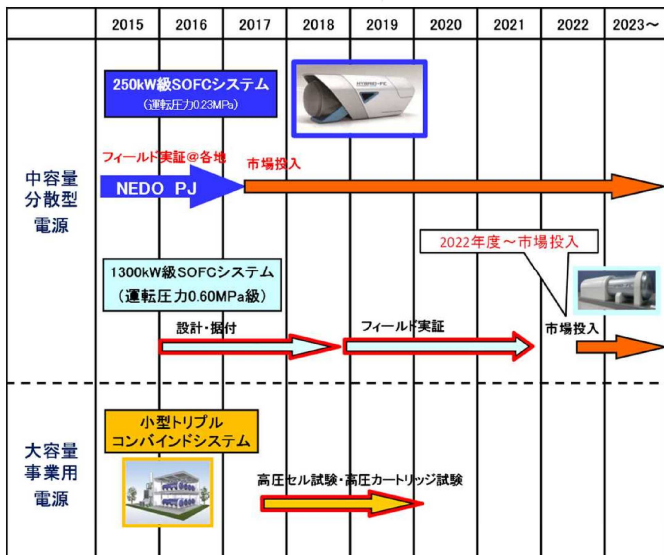 2015 2016 2017 2018 2019 2020 2021 2022 2023～
250kW級SOFCシステム
(運転圧力0.23MPa)
HYBRID-FC
フィールド実証@各地
市場投入
NEDO PJ
中容量
分散型
電源
2022年度～市場投入
1300kW級SOFCシステム
(運転圧力0.60MPa級)
設計・据付
フィールド実証
市場投入
小型トリプル
コンバインドシステム
大容量
事業用
電源
高圧セル試験・高圧カートリッジ試験